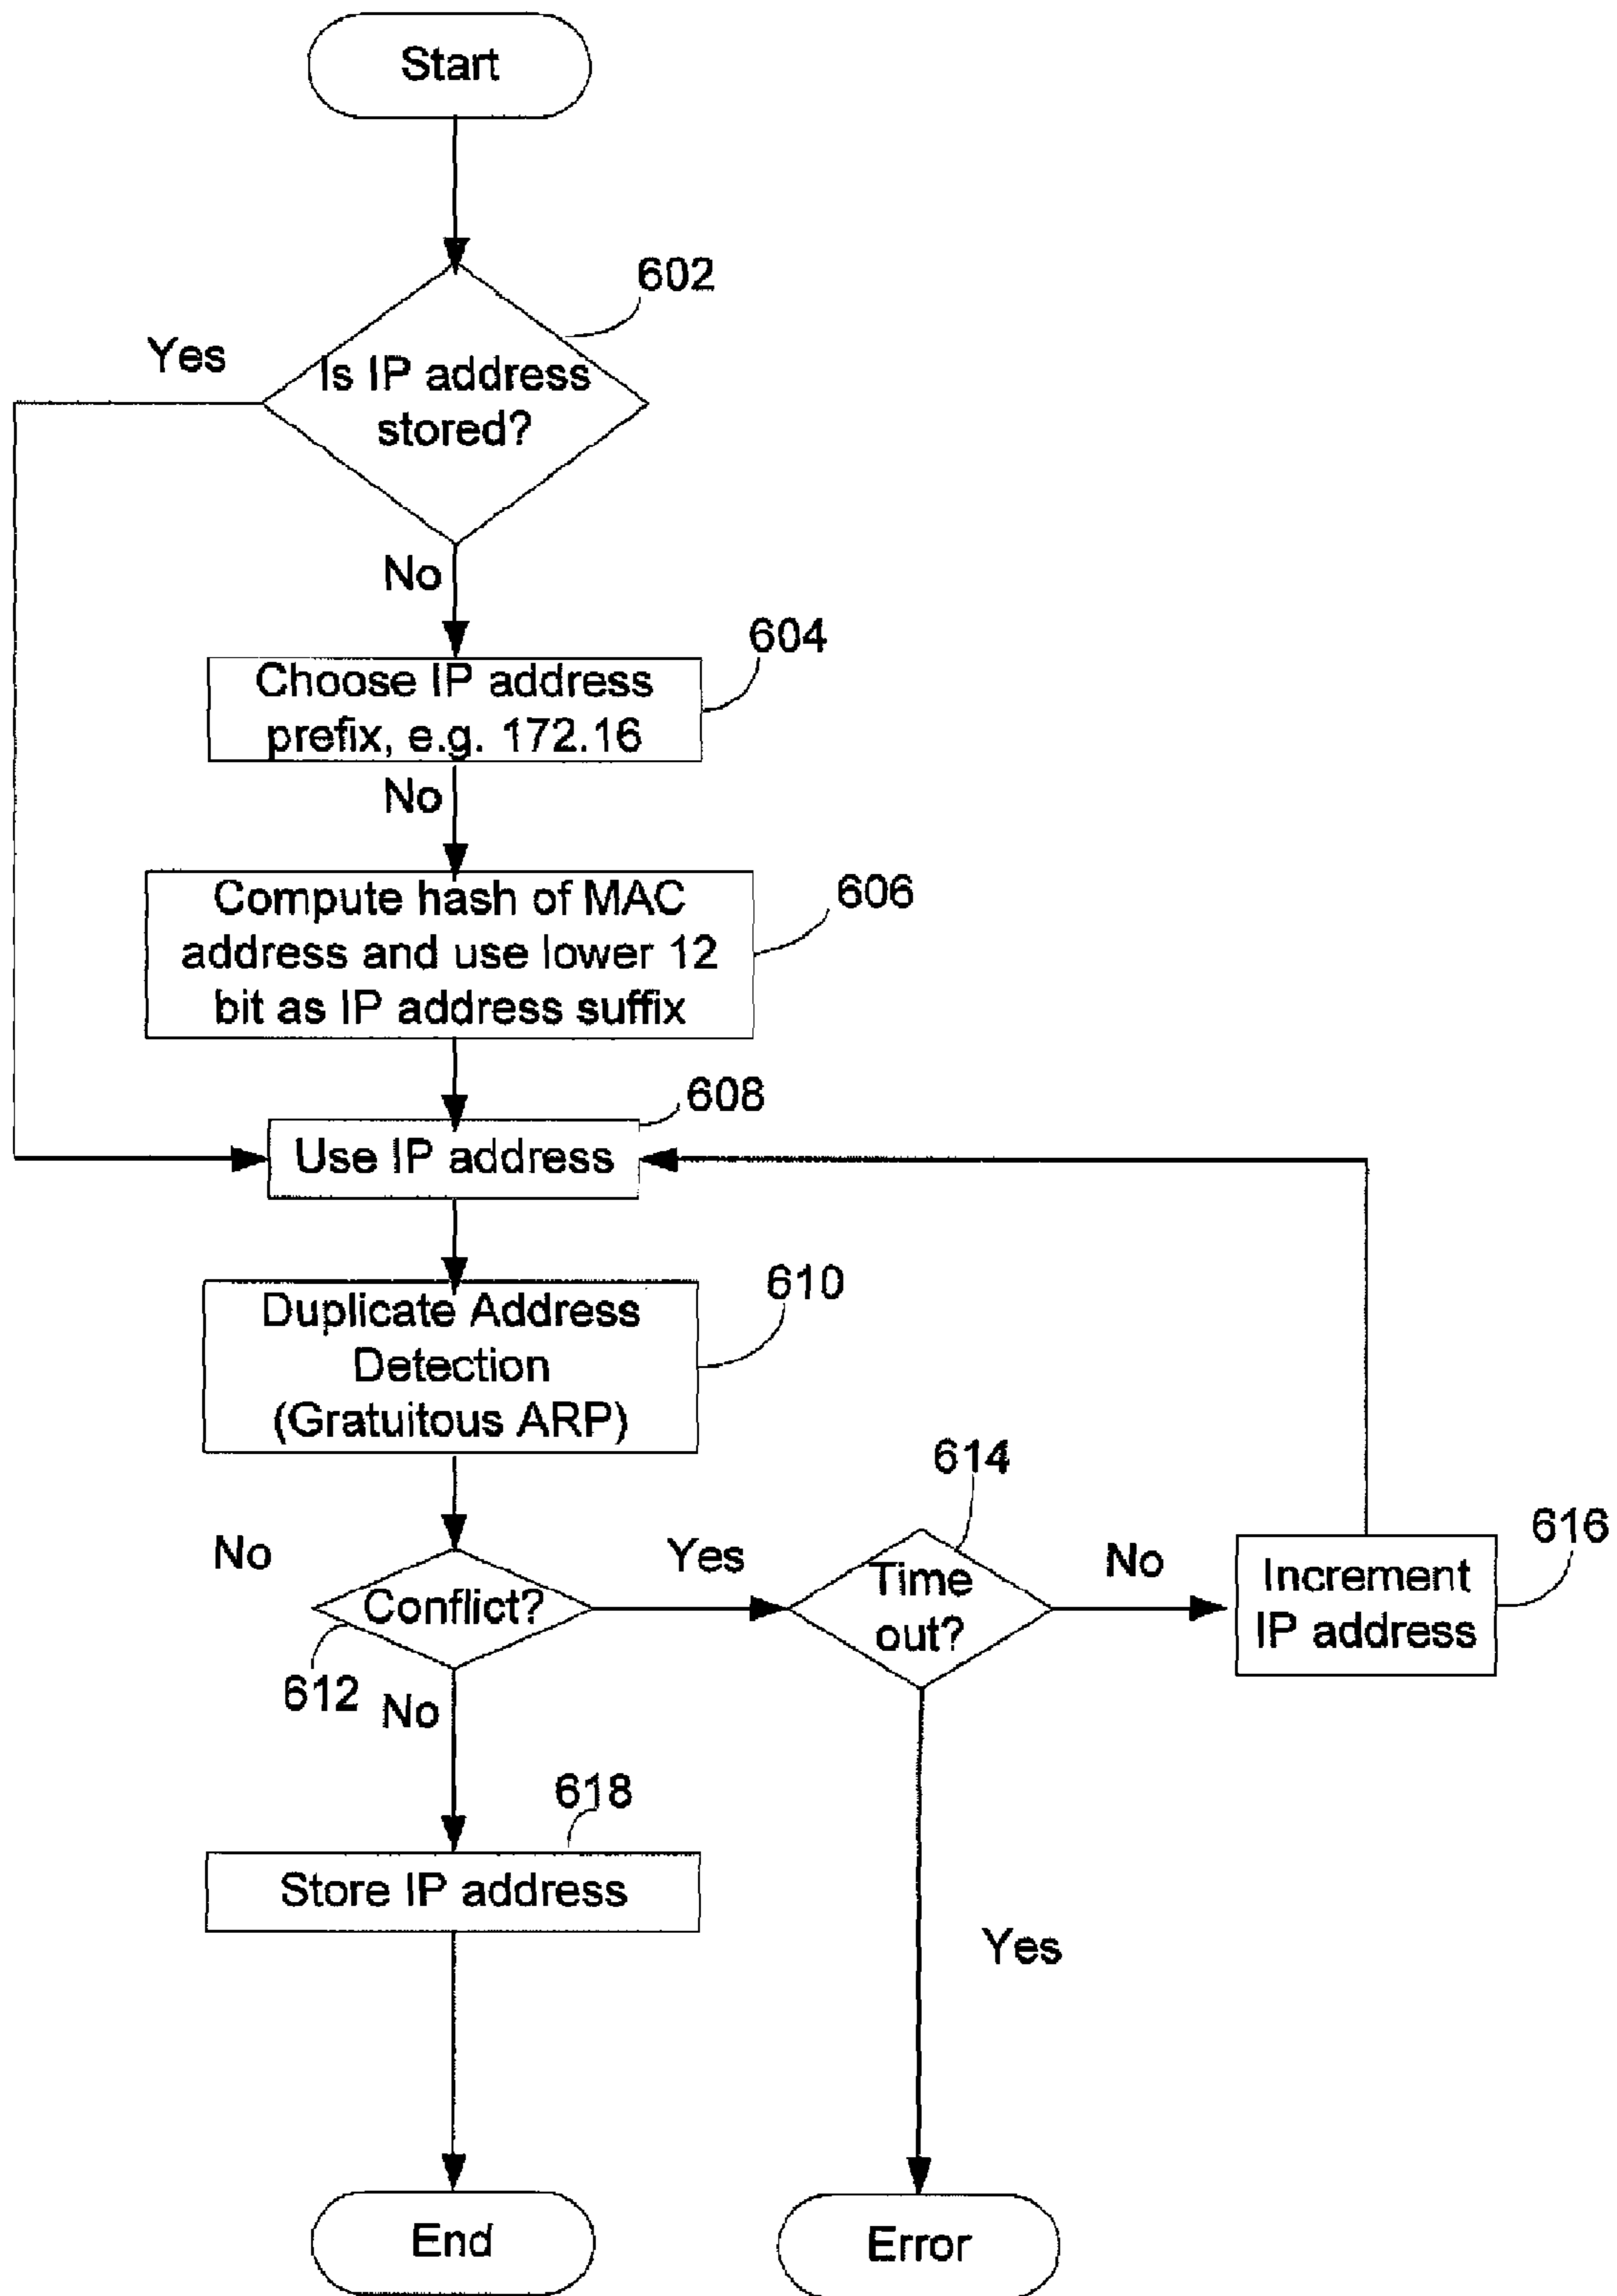 Start
602
Yes
Is IP address
stored?
No
604
Choose IP address
prefix, e.g. 172.16
No
606
Compute hash of MAC
address and use lower 12
bit as IP address suffix
608
Use IP address
610
Duplicate Address
Detection
(Gratuitous ARP)
614
No
Yes
No
616
Conflict?
Time
out?
Increment
IP address
612
No
618
Store IP address
Yes
End
Error